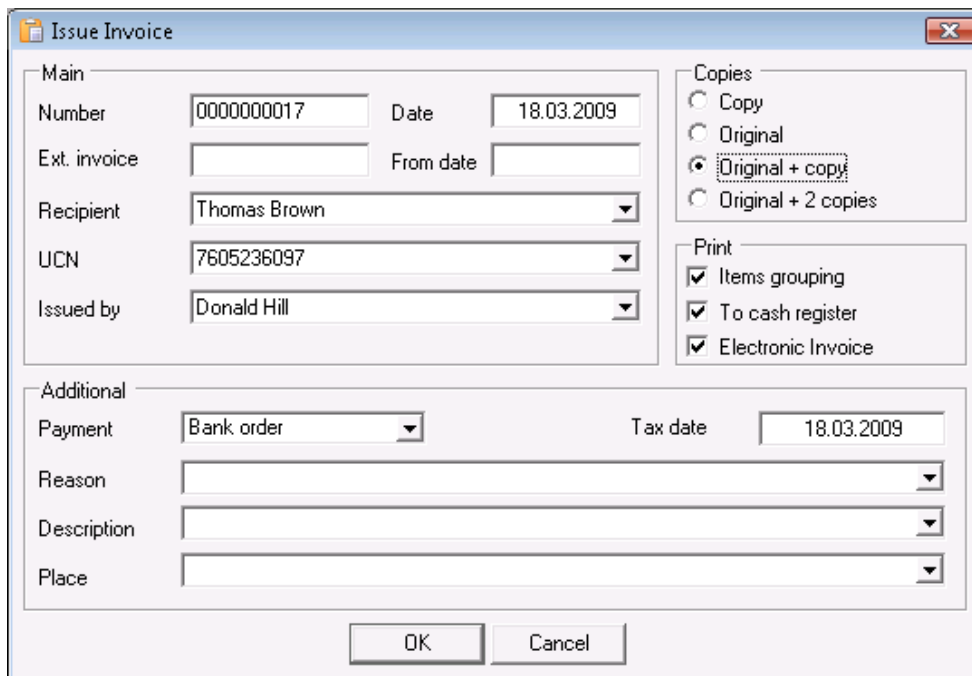 Issue Invoice
Main
Number 0000000017 Date 18.03.2009
Ext. invoice From date
Recipient Thomas Brown
UCN 7605236097
Issued by Donald Hill
Copies
Copy
Original
Original + copy
Original + 2 copies
Print
Items grouping
To cash register
Electronic Invoice
Additional
Payment Bank order Tax date 18.03.2009
Reason
Description
Place
OK Cancel